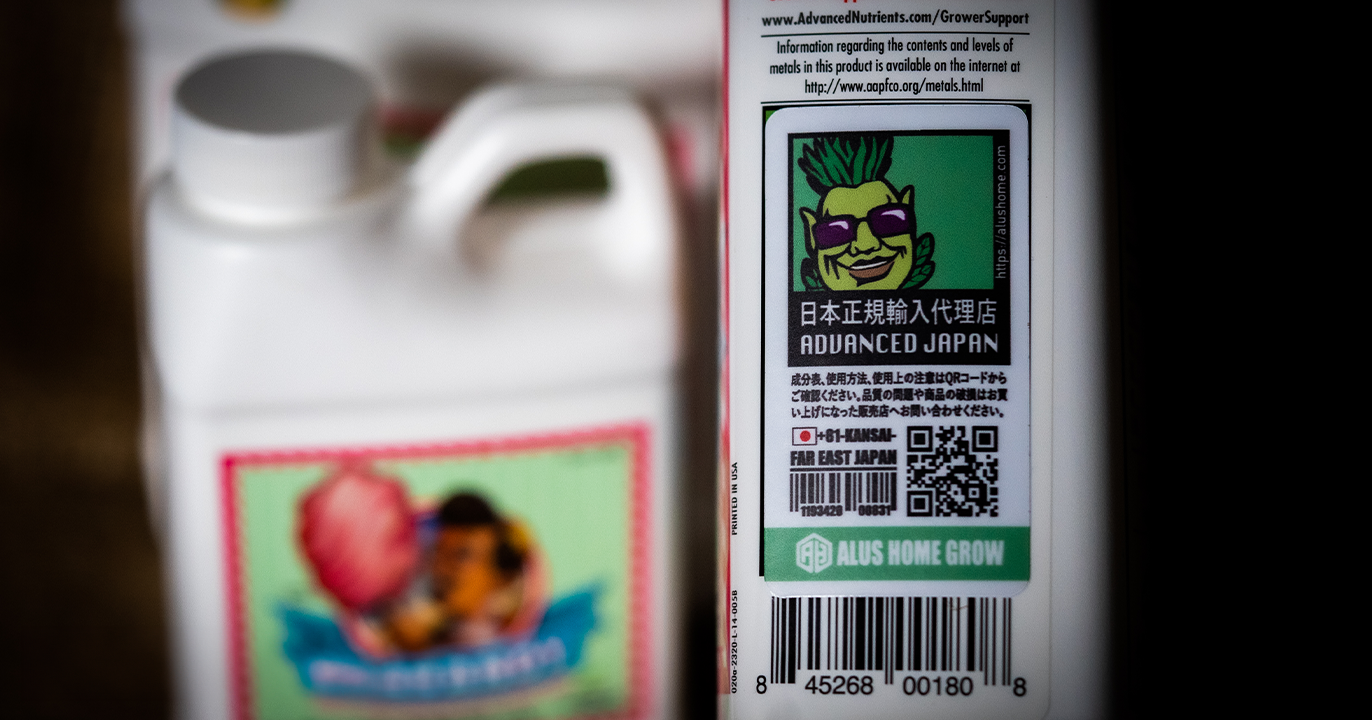 www.AdvancedNutrients.com/GrowerSupport
Information regarding the contents and levels of
metals in this product is available on the internet at
http://www.aapfco.org/metals.html
https://alushome.com
日本正規輸入代理店
ADVANCED JAPAN
成分表、使用方法、使用上の注意はQRコードから
ご確認ください。品質の問題や商品の破損はお買
い上げになった販売店へお問い合わせください。
+81-KANSAI-
FAR EAST JAPAN
1193428 00831
ALUS HOME GROW
PRINTED IN USA
020a-2320-L-14-005B
8 45268 00180 8